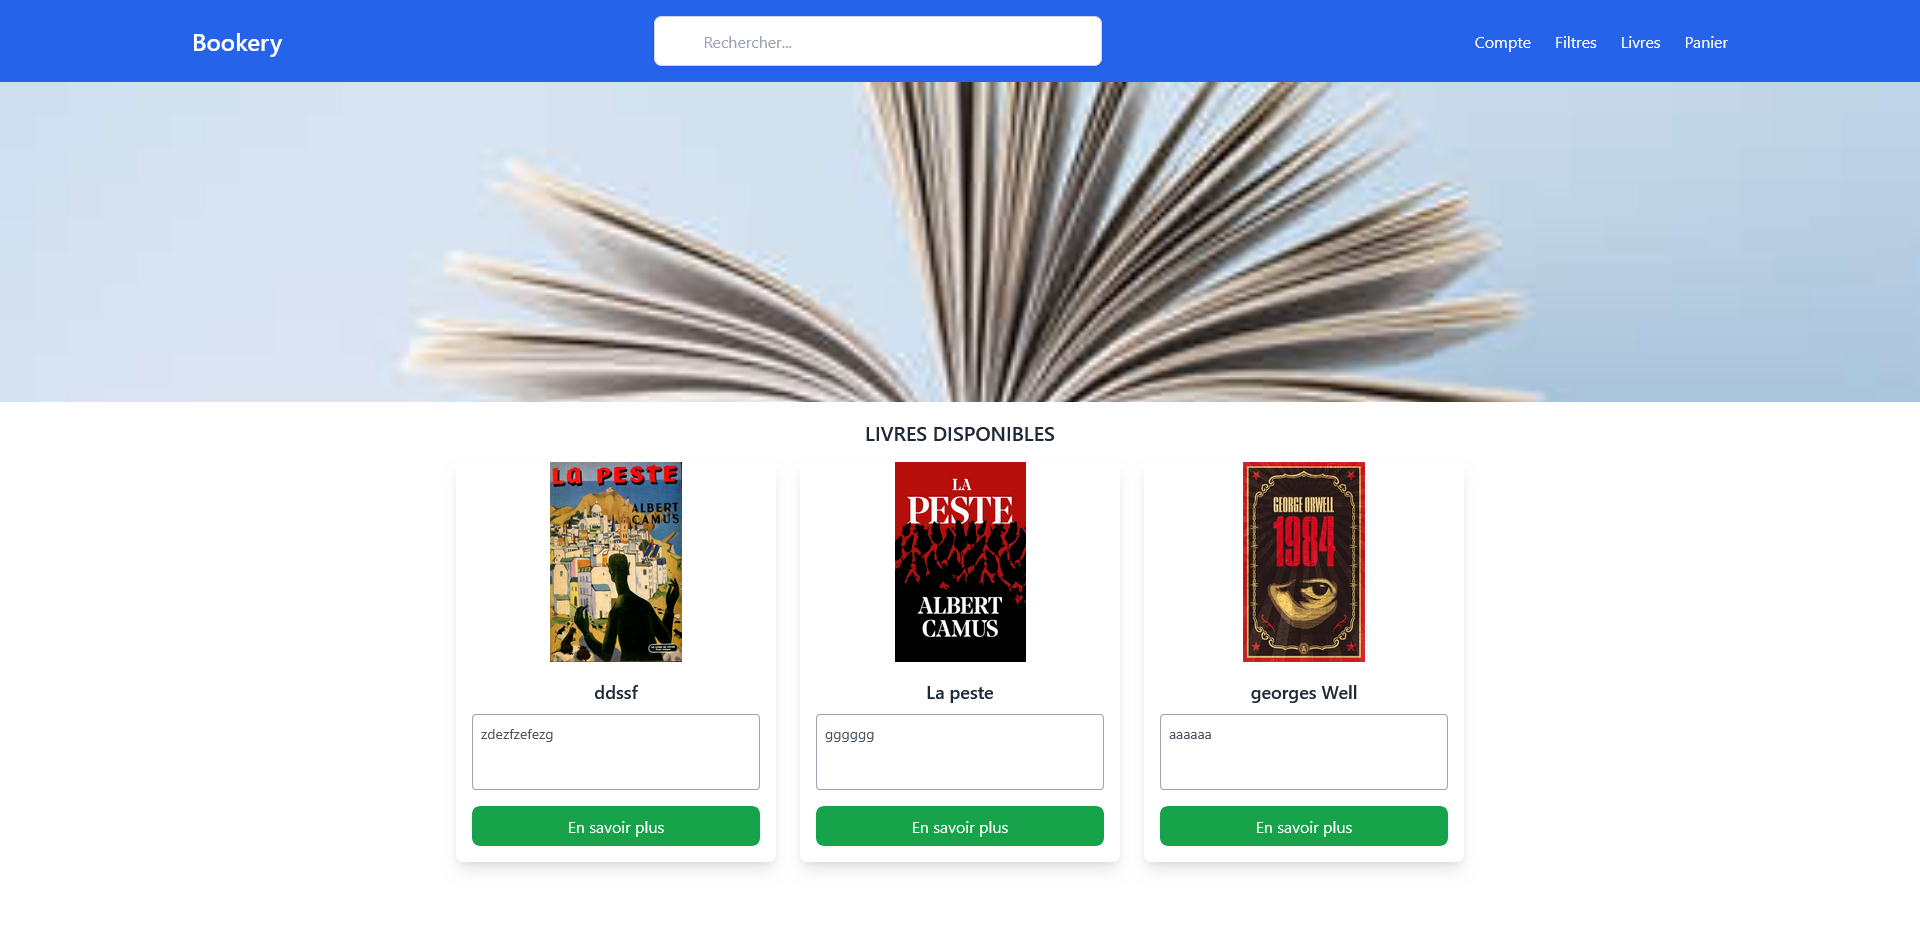 Bookery
Rechercher...
Compte Filtres Livres Panier
LIVRES DISPONIBLES
LA PESTE
ALBERT
CAMUS
ddssf
zdezfzefezg
En savoir plus
LA
PESTE
ALBERT
CAMUS
La peste
gggggg
En savoir plus
GEORGE ORWELL
1984
georges Well
aaaaaa
En savoir plus